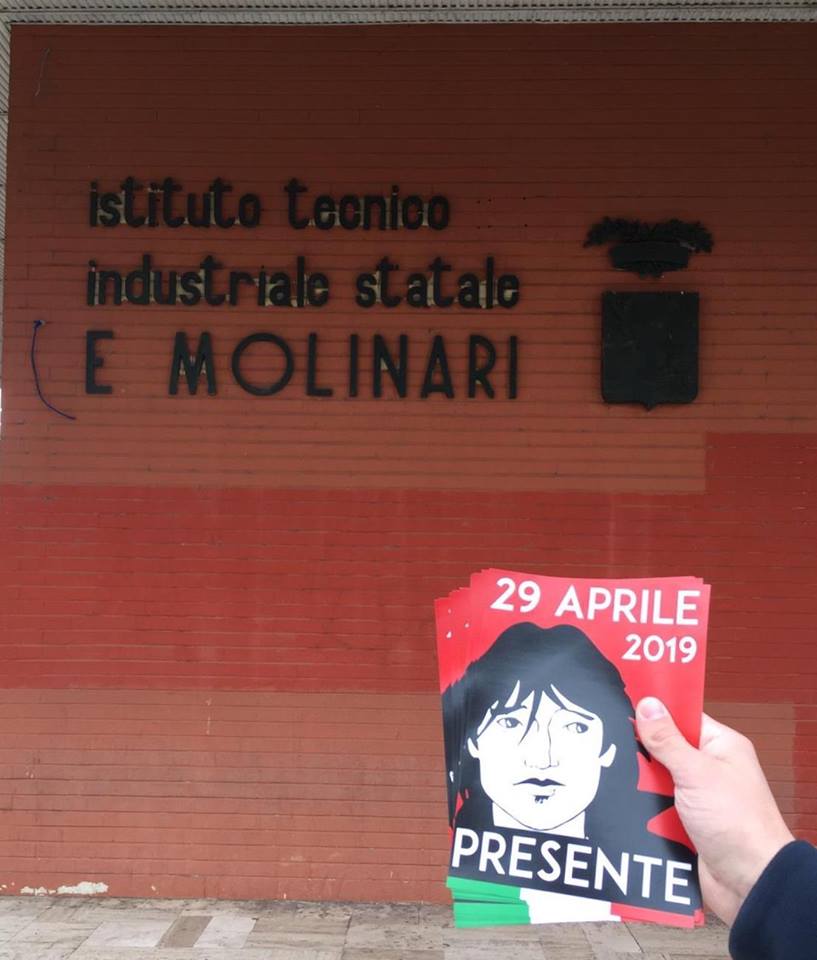 istituto tecnico
industriale statale
E MOLINARI
29 APRILE
2019
PRESENTE